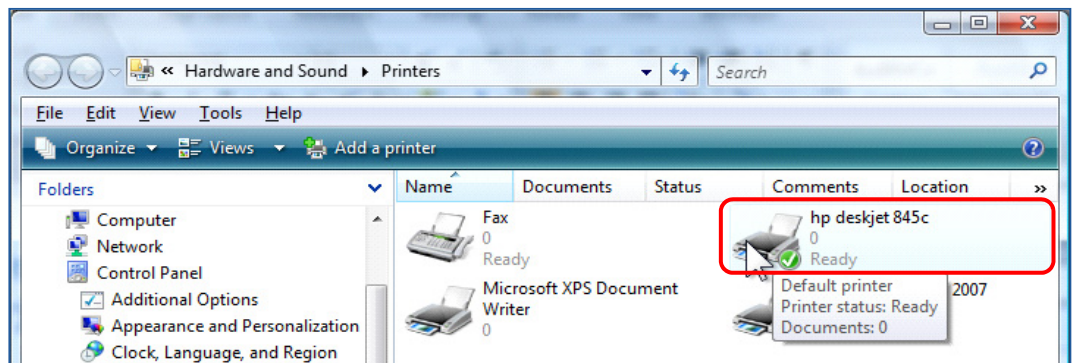 « Hardware and Sound Printers
Search
File Edit View Tools Help
Organize Views Add a printer
Folders
Name Documents Status Comments Location »
Computer
Network
Control Panel
Additional Options
Appearance and Personalization
Clock, Language, and Region
Fax
0
Ready
hp deskjet 845c
0
Ready
Microsoft XPS Document
Writer
0
2007
Default printer
Printer status: Ready
Documents: 0